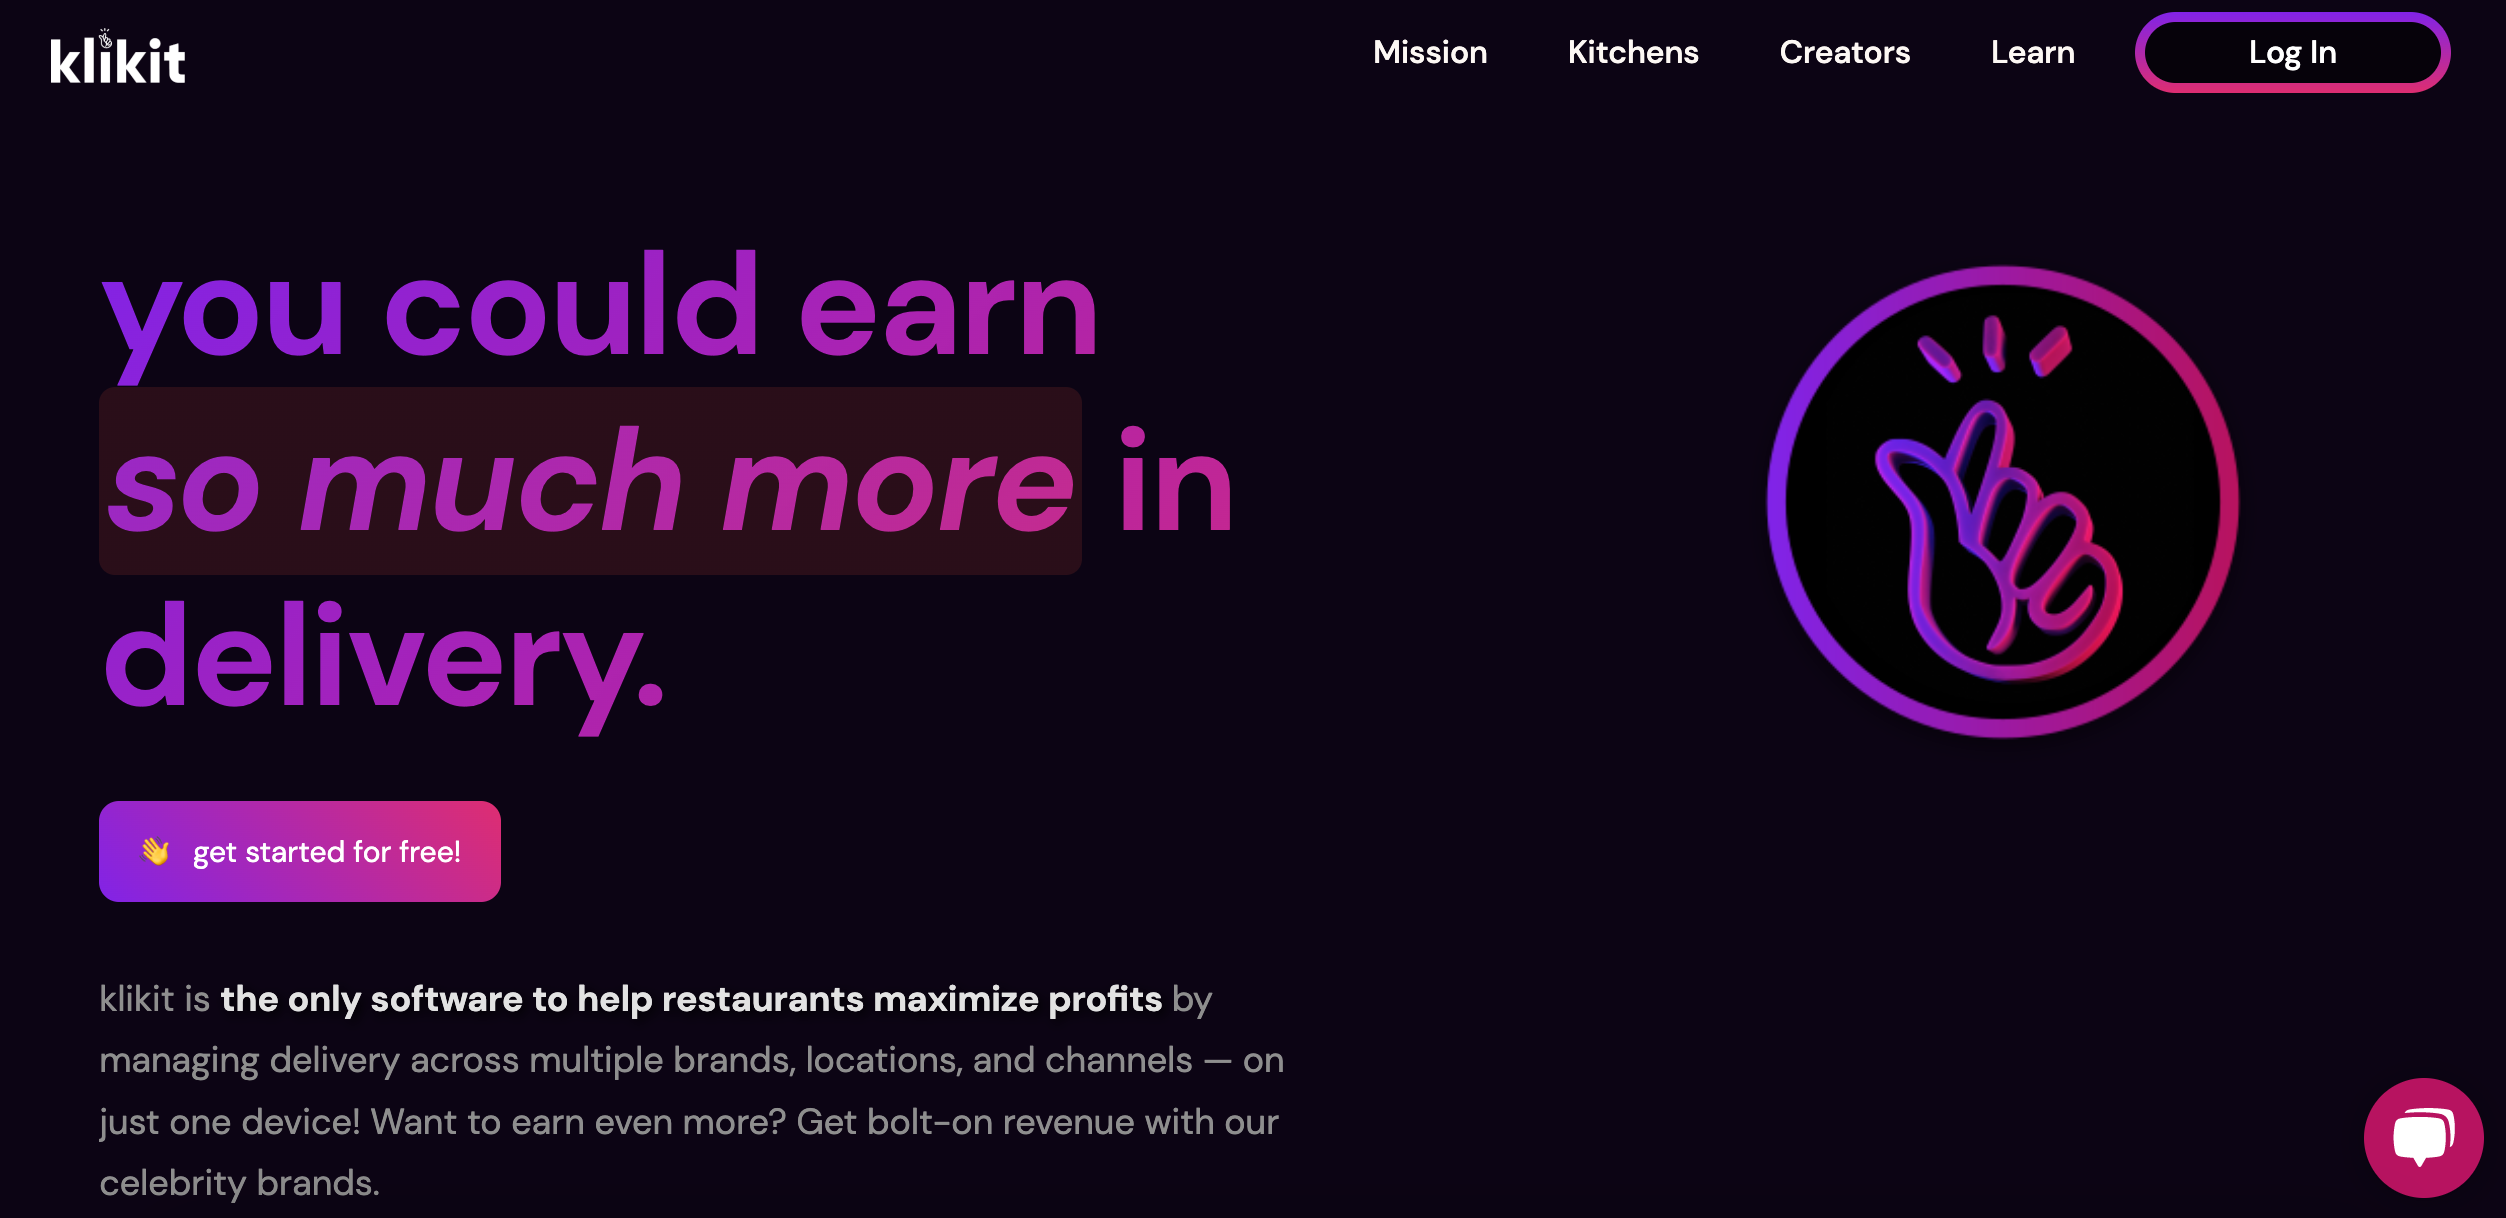 klikit
Mission
Kitchens
Creators
Learn
Log In
you could earn
so much more in
delivery.
👋 get started for free!
klikit is the only software to help restaurants maximize profits by
managing delivery across multiple brands, locations, and channels — on
just one device! Want to earn even more? Get bolt-on revenue with our
celebrity brands.